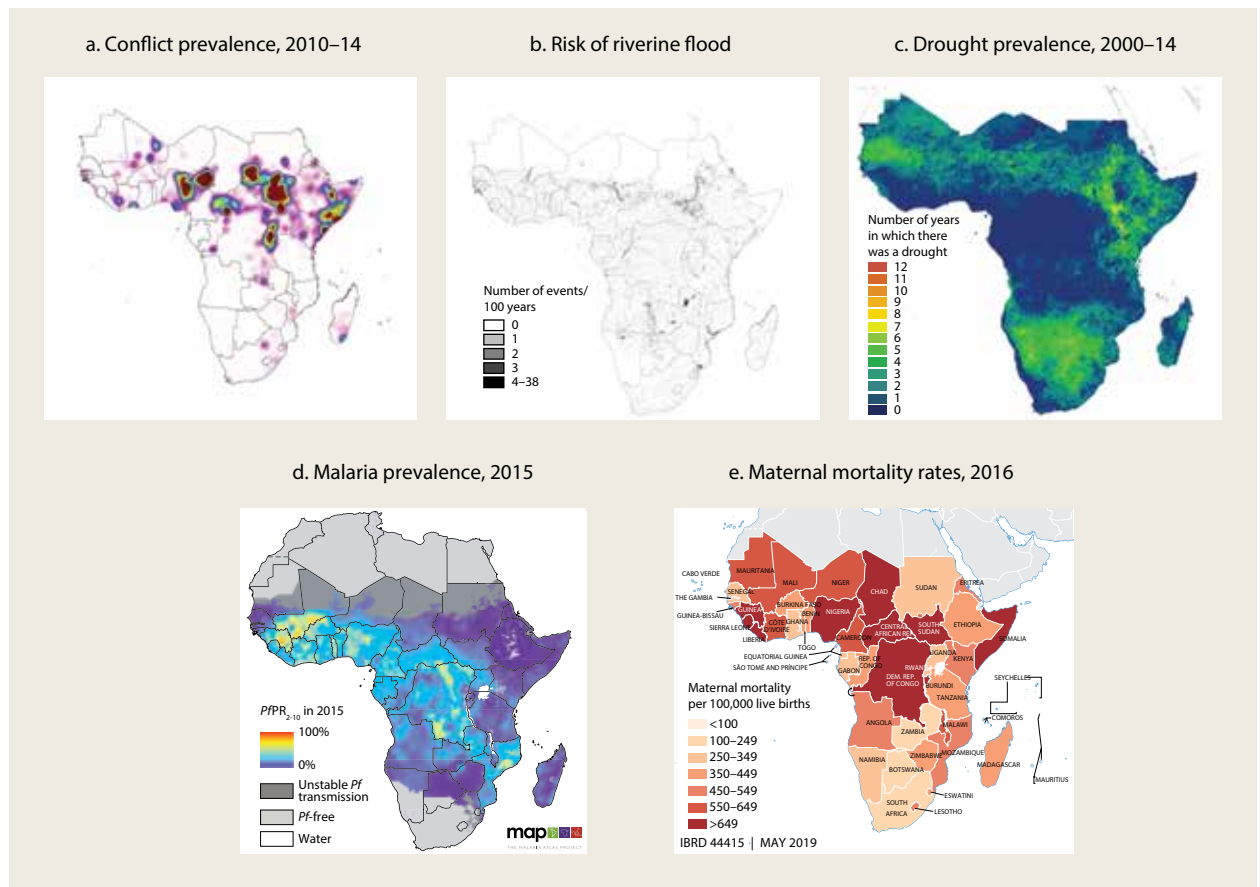 a. Conflict prevalence, 2010–14
b. Risk of riverine flood
Number of events/
100 years
0
1
2
3
4–38
c. Drought prevalence, 2000–14
Number of years
in which there
was a drought
12
11
10
9
8
7
6
5
4
3
2
1
0
d. Malaria prevalence, 2015
PfPR2-10 in 2015
100%
0%
Unstable Pf
transmission
Pf-free
Water
map
THE MALARIA ATLAS PROJECT
e. Maternal mortality rates, 2016
CABO VERDE
MAURITANIA
MALI
NIGER
CHAD
SUDAN
ERITREA
SENEGAL
THE GAMBIA
GUINEA-BISSAU
GUINEA
SIERRA LEONE
LIBERIA
CÔTE
D'IVOIRE
BURKINA FASO
GHANA
BENIN
TOGO
NIGERIA
CAMEROON
CENTRAL
AFRICAN REP.
SOUTH
SUDAN
ETHIOPIA
SOMALIA
EQUATORIAL GUINEA
SÃO TOMÉ AND PRÍNCIPE
GABON
REP. OF
CONGO
DEM. REP.
OF CONGO
UGANDA
KENYA
BURUNDI
TANZANIA
SEYCHELLES
COMOROS
ANGOLA
ZAMBIA
MALAWI
MOZAMBIQUE
ZIMBABWE
MADAGASCAR
MAURITIUS
NAMIBIA
BOTSWANA
ESWATINI
SOUTH
AFRICA
LESOTHO
Maternal mortality
per 100,000 live births
<100
100–249
250–349
350–449
450–549
550–649
>649
IBRD 44415 | MAY 2019